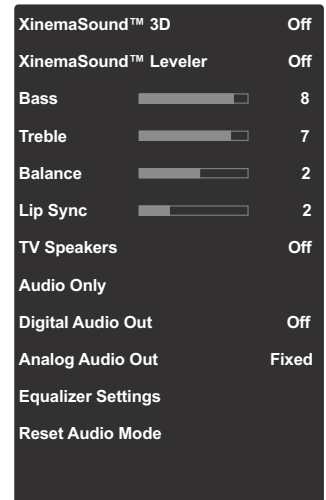 XinemaSound™ 3D Off
XinemaSound™ Leveler Off
Bass 8
Treble 7
Balance 2
Lip Sync 2
TV Speakers Off
Audio Only
Digital Audio Out Off
Analog Audio Out Fixed
Equalizer Settings
Reset Audio Mode